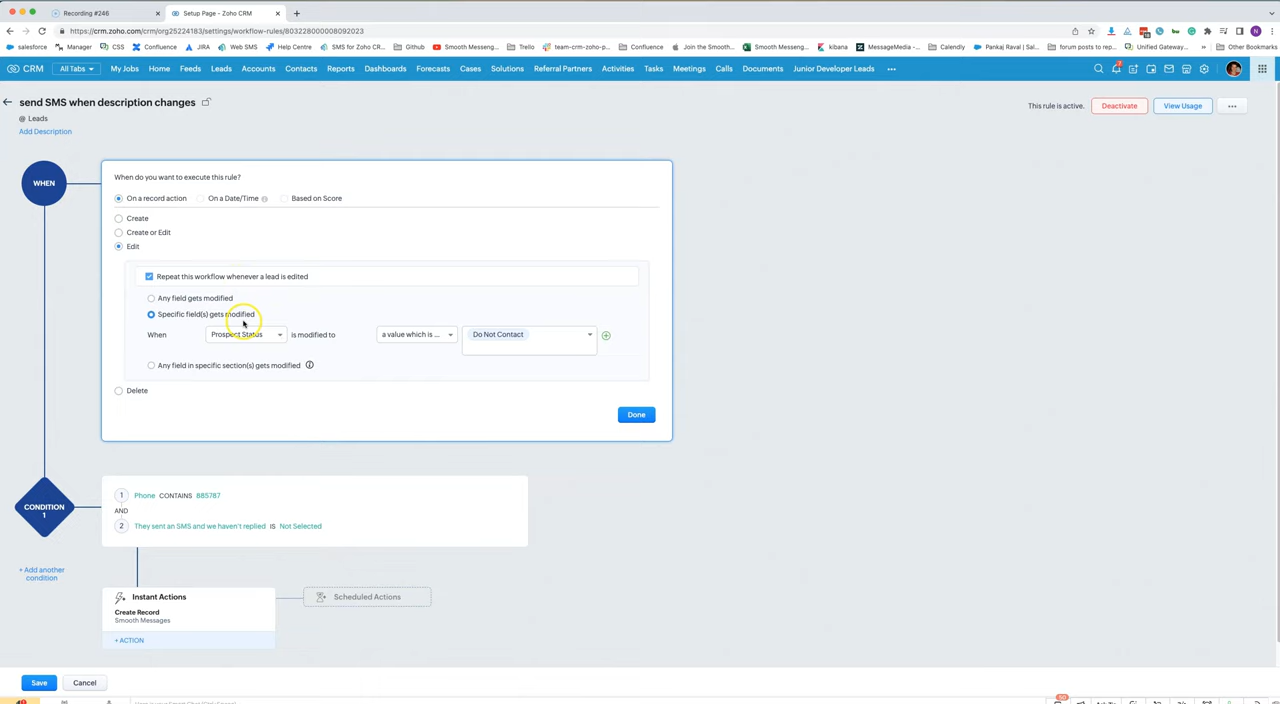 Recording #246
Setup Page - Zoho CRM
https://crm.zoho.com/crm/org25224183/settings/workflow-rules/803228000008092023
salesforce Manager CSS Confluence JIRA Web SMS Help Centre SMS for Zoho CR... Github Smooth Messeng... Trello team-crm-zoho-p... Confluence Join the Smooth... Smooth Messeng... kibana MessageMedia -... Calendly Pankaj Raval | Sale... forum posts to rep... Unified Gateway... Other Bookmarks
CRM All Tabs My Jobs Home Feeds Leads Accounts Contacts Reports Dashboards Forecasts Cases Solutions Referral Partners Activities Tasks Meetings Calls Documents Junior Developer Leads
send SMS when description changes
This rule is active. Deactivate View Usage
@ Leads
Add Description
WHEN
When do you want to execute this rule?
On a record action On a Date/Time Based on Score
Create
Create or Edit
Edit
Repeat this workflow whenever a lead is edited
Any field gets modified
Specific field(s) gets modified
When Prospect Status is modified to a value which is ... Do Not Contact
Any field in specific section(s) gets modified
Delete
Done
CONDITION
1
1 Phone CONTAINS 885787
AND
2 They sent an SMS and we haven't replied IS Not Selected
+ Add another
condition
Instant Actions
Scheduled Actions
Create Record
Smooth Messages
+ ACTION
Save Cancel